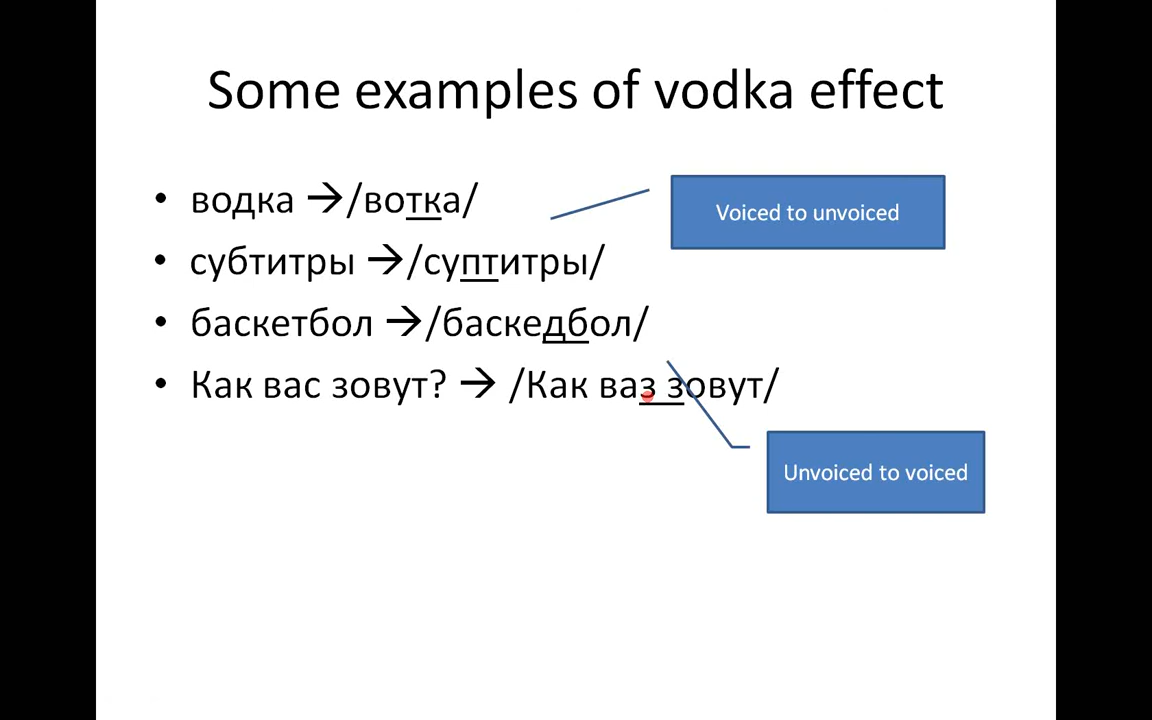 Some examples of vodka effect
• водка →/вотка/
Voiced to unvoiced
• субтитры →/суптитры/
• баскетбол →/баскедбол/
• Как вас зовут? → /Как ваз зовут/
Unvoiced to voiced